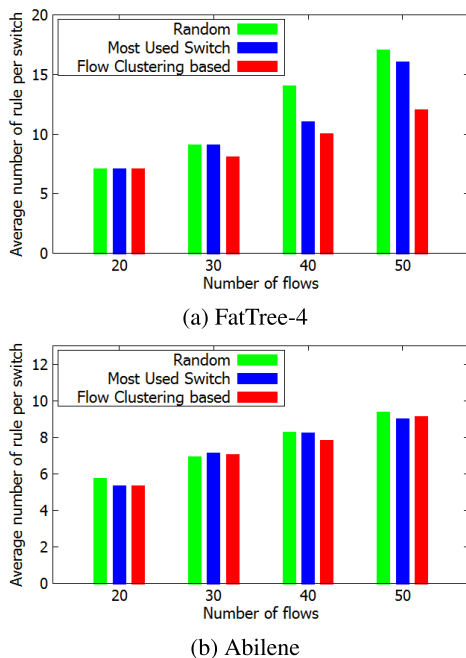 20
15
10
5
0
Average number of rule per switch
Random
Most Used Switch
Flow Clustering based
20 30 40 50
Number of flows
(a) FatTree-4
12
10
8
6
4
2
0
Average number of rule per switch
Random
Most Used Switch
Flow Clustering based
20 30 40 50
Number of flows
(b) Abilene